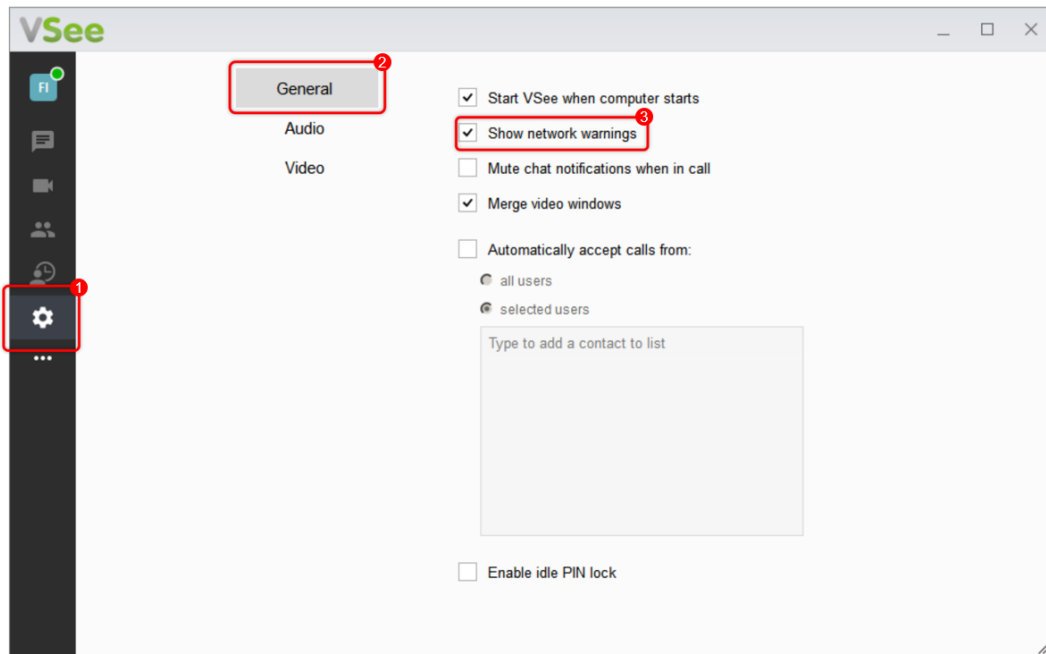 VSee
FI
1
General
2
Audio
Video
Start VSee when computer starts
3
Show network warnings
Mute chat notifications when in call
Merge video windows
Automatically accept calls from:
all users
selected users
Type to add a contact to list
Enable idle PIN lock